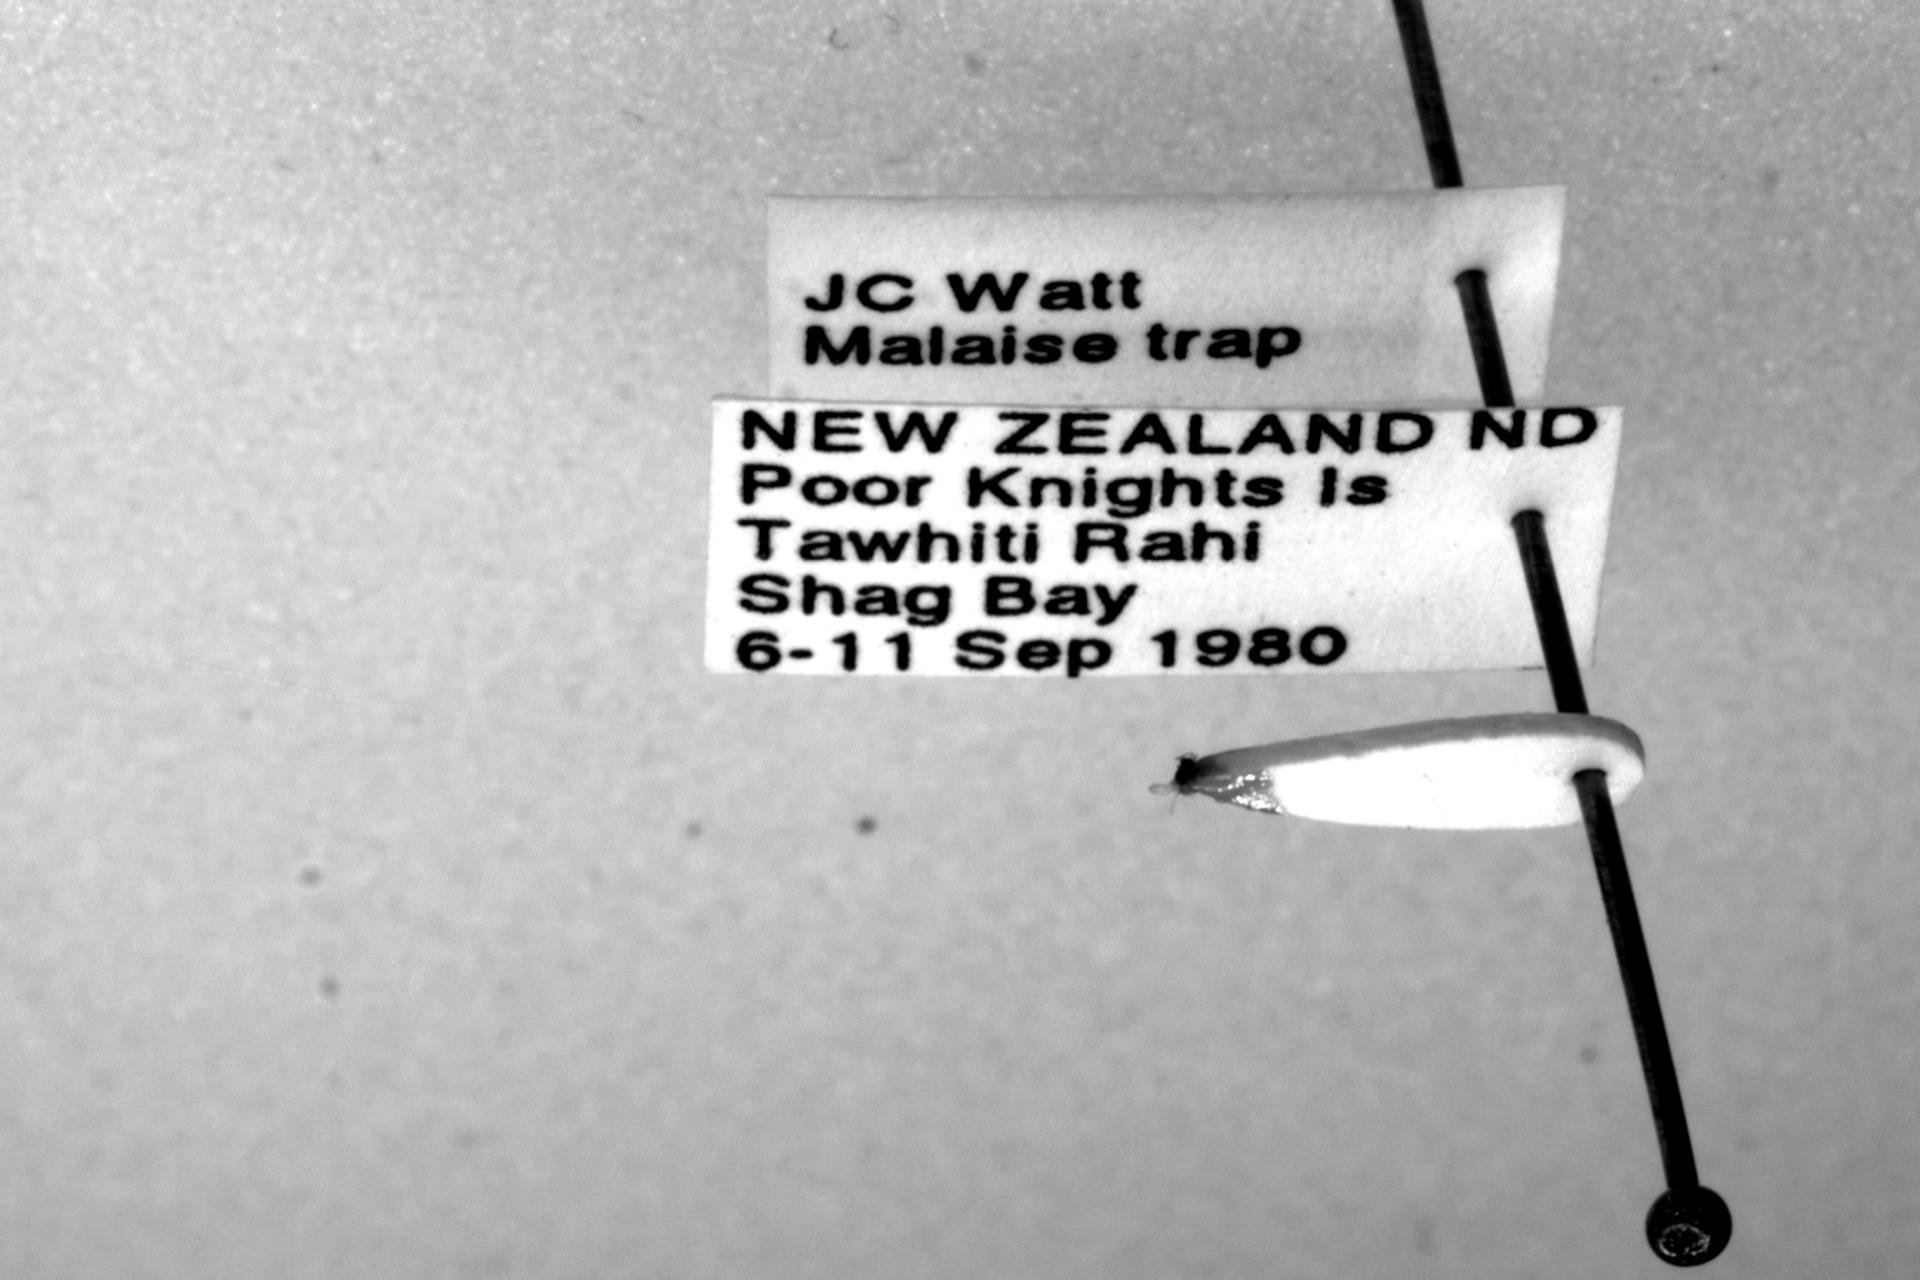 JC Watt
Malaise trap
NEW ZEALAND ND
Poor Knights Is
Tawhiti Rahi
Shag Bay
6-11 Sep 1980